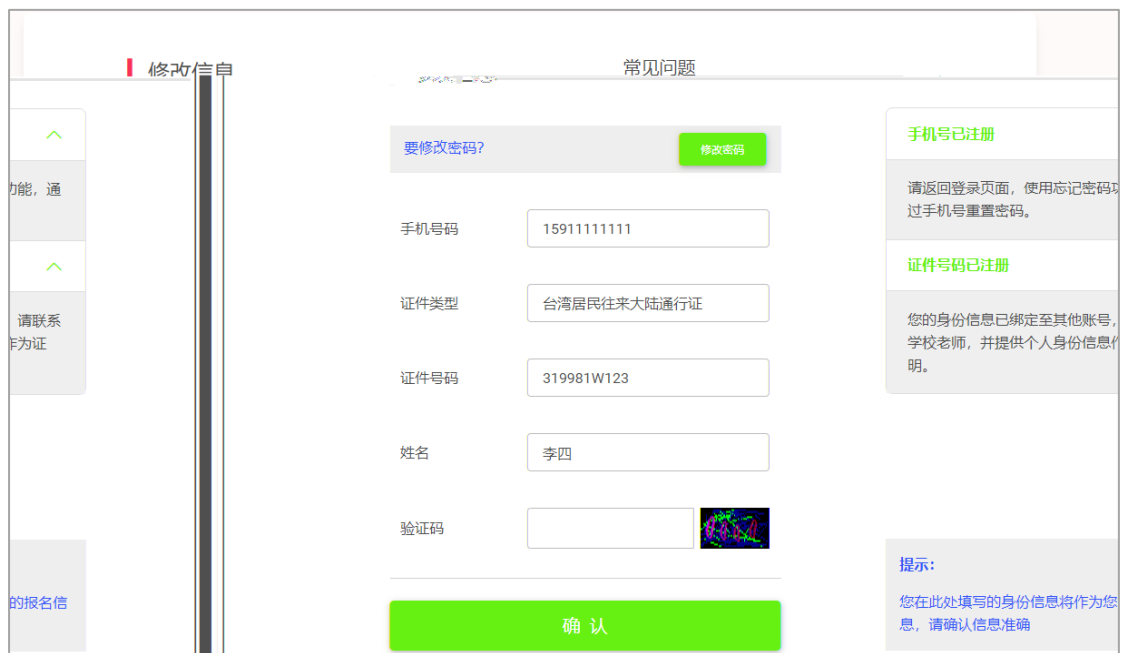 修改信息
常见问题
功能，通
请联系
作为证
的报名信
要修改密码?
修改密码
手机号码
15911111111
证件类型
台湾居民往来大陆通行证
证件号码
319981W123
姓名
李四
验证码
确 认
手机号已注册
请返回登录页面，使用忘记密码功
过手机号重置密码。
证件号码已注册
您的身份信息已绑定至其他账号，
学校老师，并提供个人身份信息作
明。
提示：
您在此处填写的身份信息将作为您
息，请确认信息准确